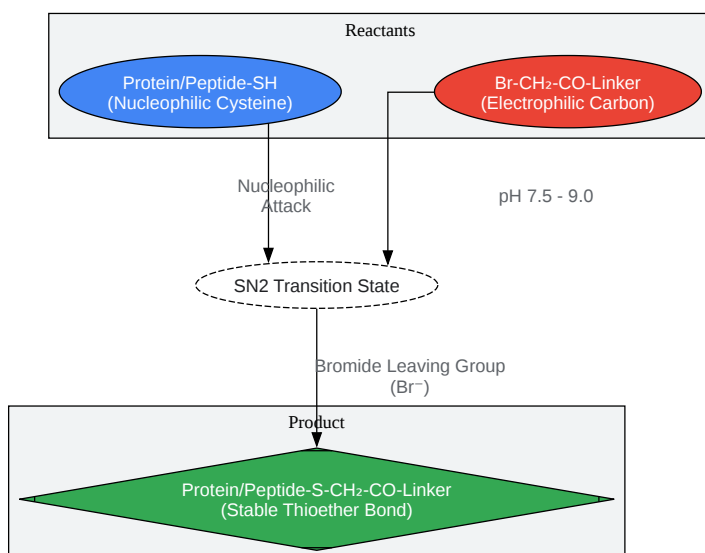 Reactants
Protein/Peptide-SH
(Nucleophilic Cysteine)
Br-CH₂-CO-Linker
(Electrophilic Carbon)
Nucleophilic
Attack
pH 7.5 - 9.0
SN2 Transition State
Bromide Leaving Group
(Br⁻)
Product
Protein/Peptide-S-CH₂-CO-Linker
(Stable Thioether Bond)